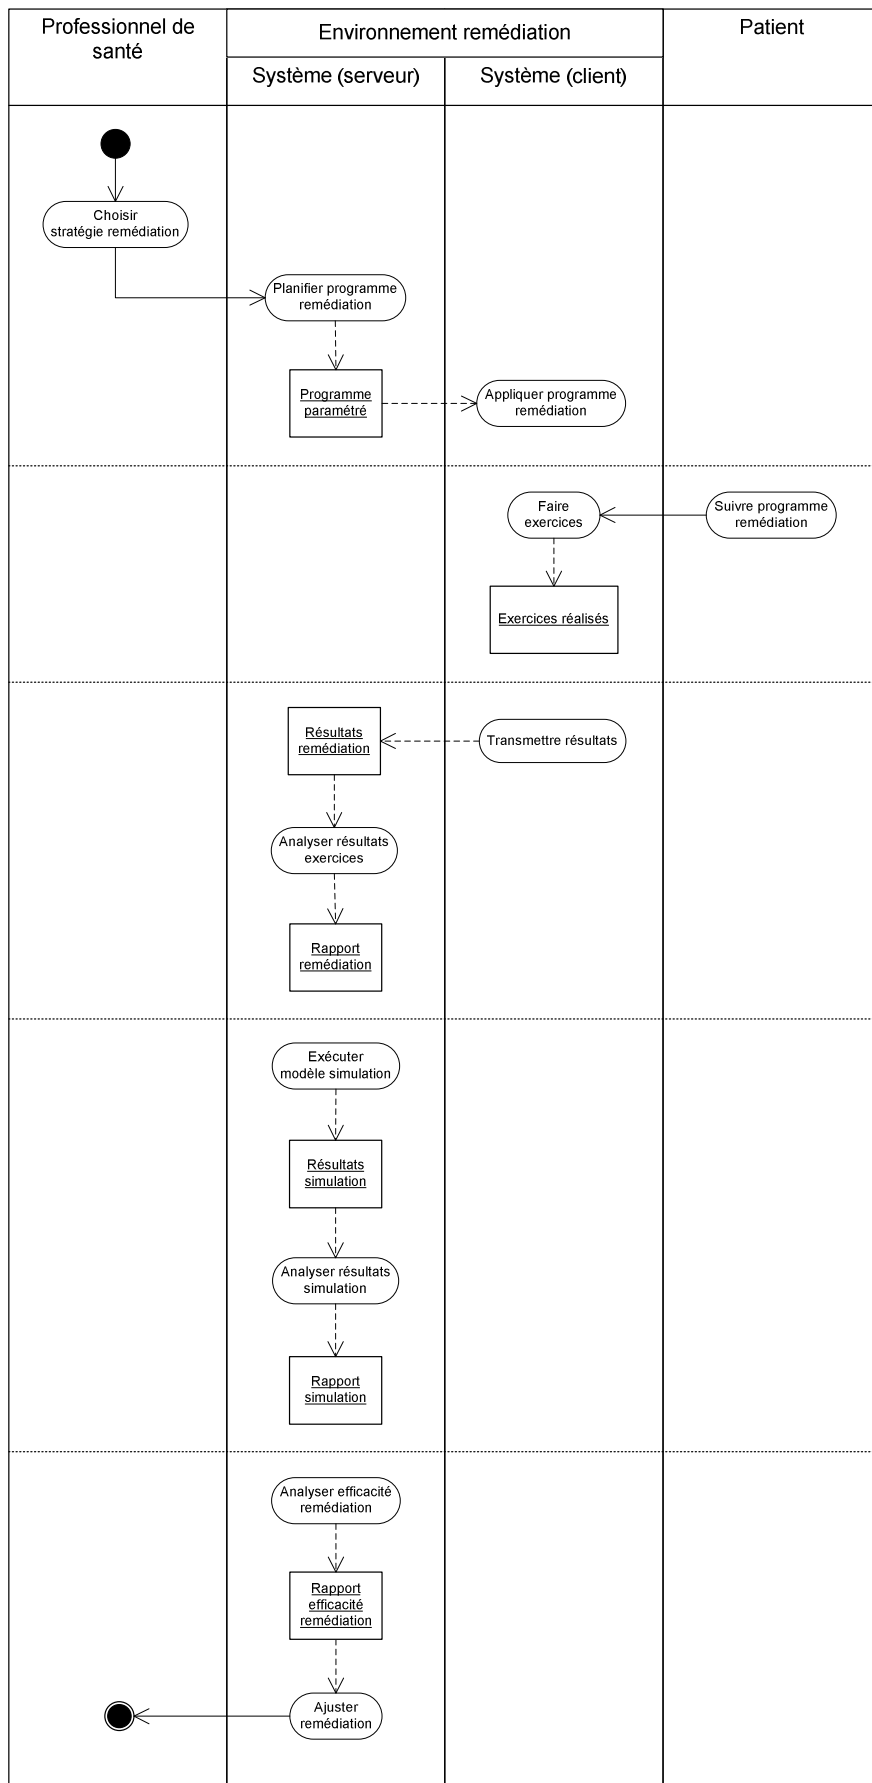 Professionnel de
santé
Environnement remédiation
Patient
Système (serveur)
Système (client)
Choisir
stratégie remédiation
Planifier programme
remédiation
Programme
paramétré
Appliquer programme
remédiation
Faire
exercices
Suivre programme
remédiation
Exercices réalisés
Résultats
remédiation
Transmettre résultats
Analyser résultats
exercices
Rapport
remédiation
Exécuter
modèle simulation
Résultats
simulation
Analyser résultats
simulation
Rapport
simulation
Analyser efficacité
remédiation
Rapport
efficacité
remédiation
Ajuster
remédiation